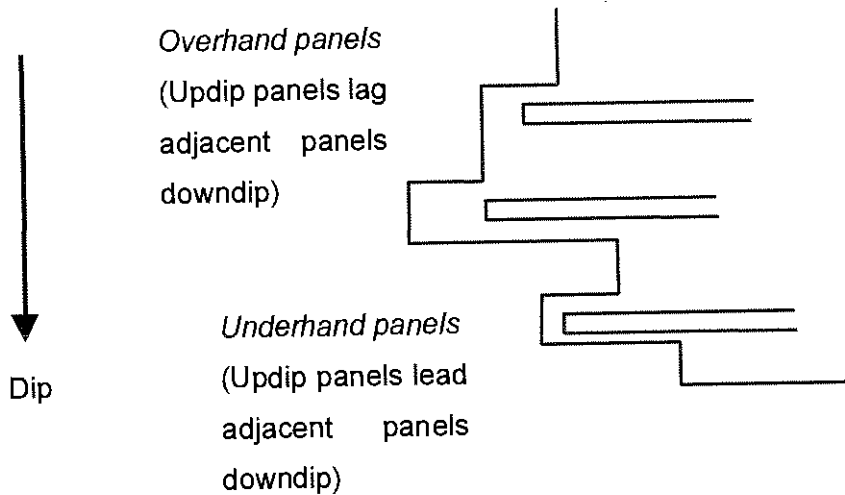 Overhand panels
(Updip panels lag
adjacent panels
downdip)
Underhand panels
(Updip panels lead
adjacent panels
downdip)
Dip